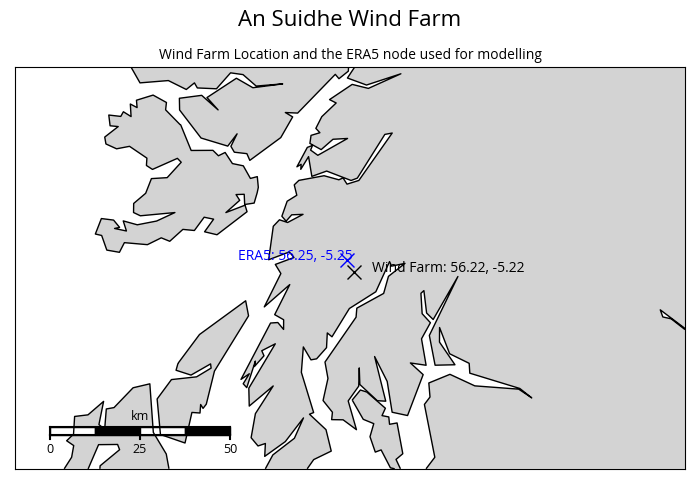 An Suidhe Wind Farm
Wind Farm Location and the ERA5 node used for modelling
ERA5: 56.25, -5.25
Wind Farm: 56.22, -5.22
km
0 25 50